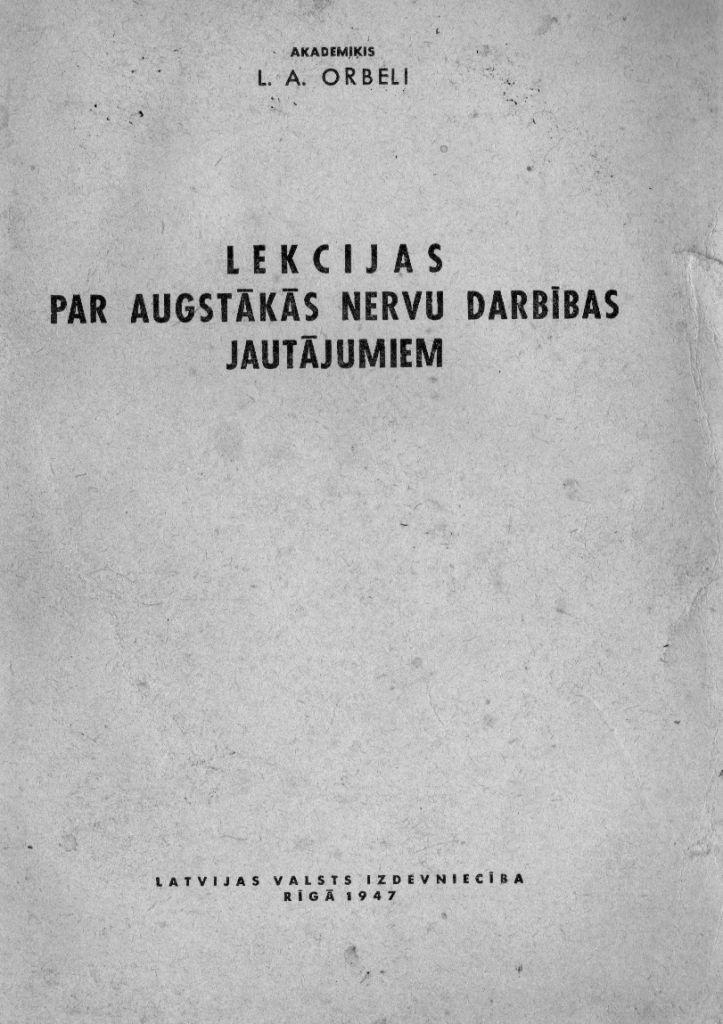 AKADEMIĶIS
L. A. ORBELI
LEKCIJAS
PAR AUGSTĀKĀS NERVU DARBĪBAS
JAUTĀJUMIEM
LATVIJAS VALSTS IZDEVNIECĪBA
RĪGĀ 1947